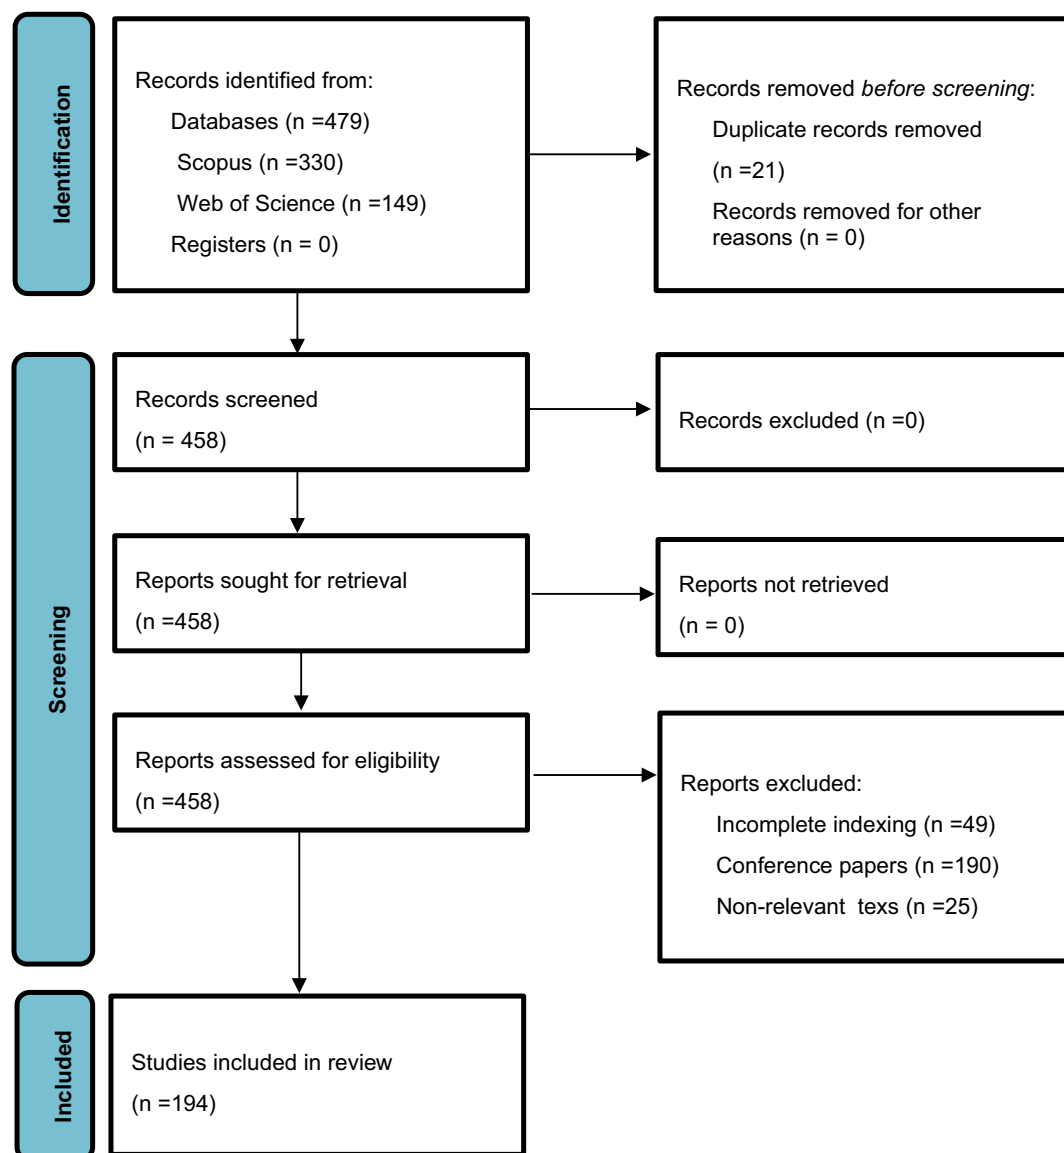 Identification
Records identified from:
Databases (n =479)
Scopus (n =330)
Web of Science (n =149)
Registers (n = 0)
Records removed before screening:
Duplicate records removed
(n =21)
Records removed for other
reasons (n = 0)
Screening
Records screened
(n = 458)
Records excluded (n =0)
Reports sought for retrieval
(n =458)
Reports not retrieved
(n = 0)
Reports assessed for eligibility
(n =458)
Reports excluded:
Incomplete indexing (n =49)
Conference papers (n =190)
Non-relevant texs (n =25)
Included
Studies included in review
(n =194)